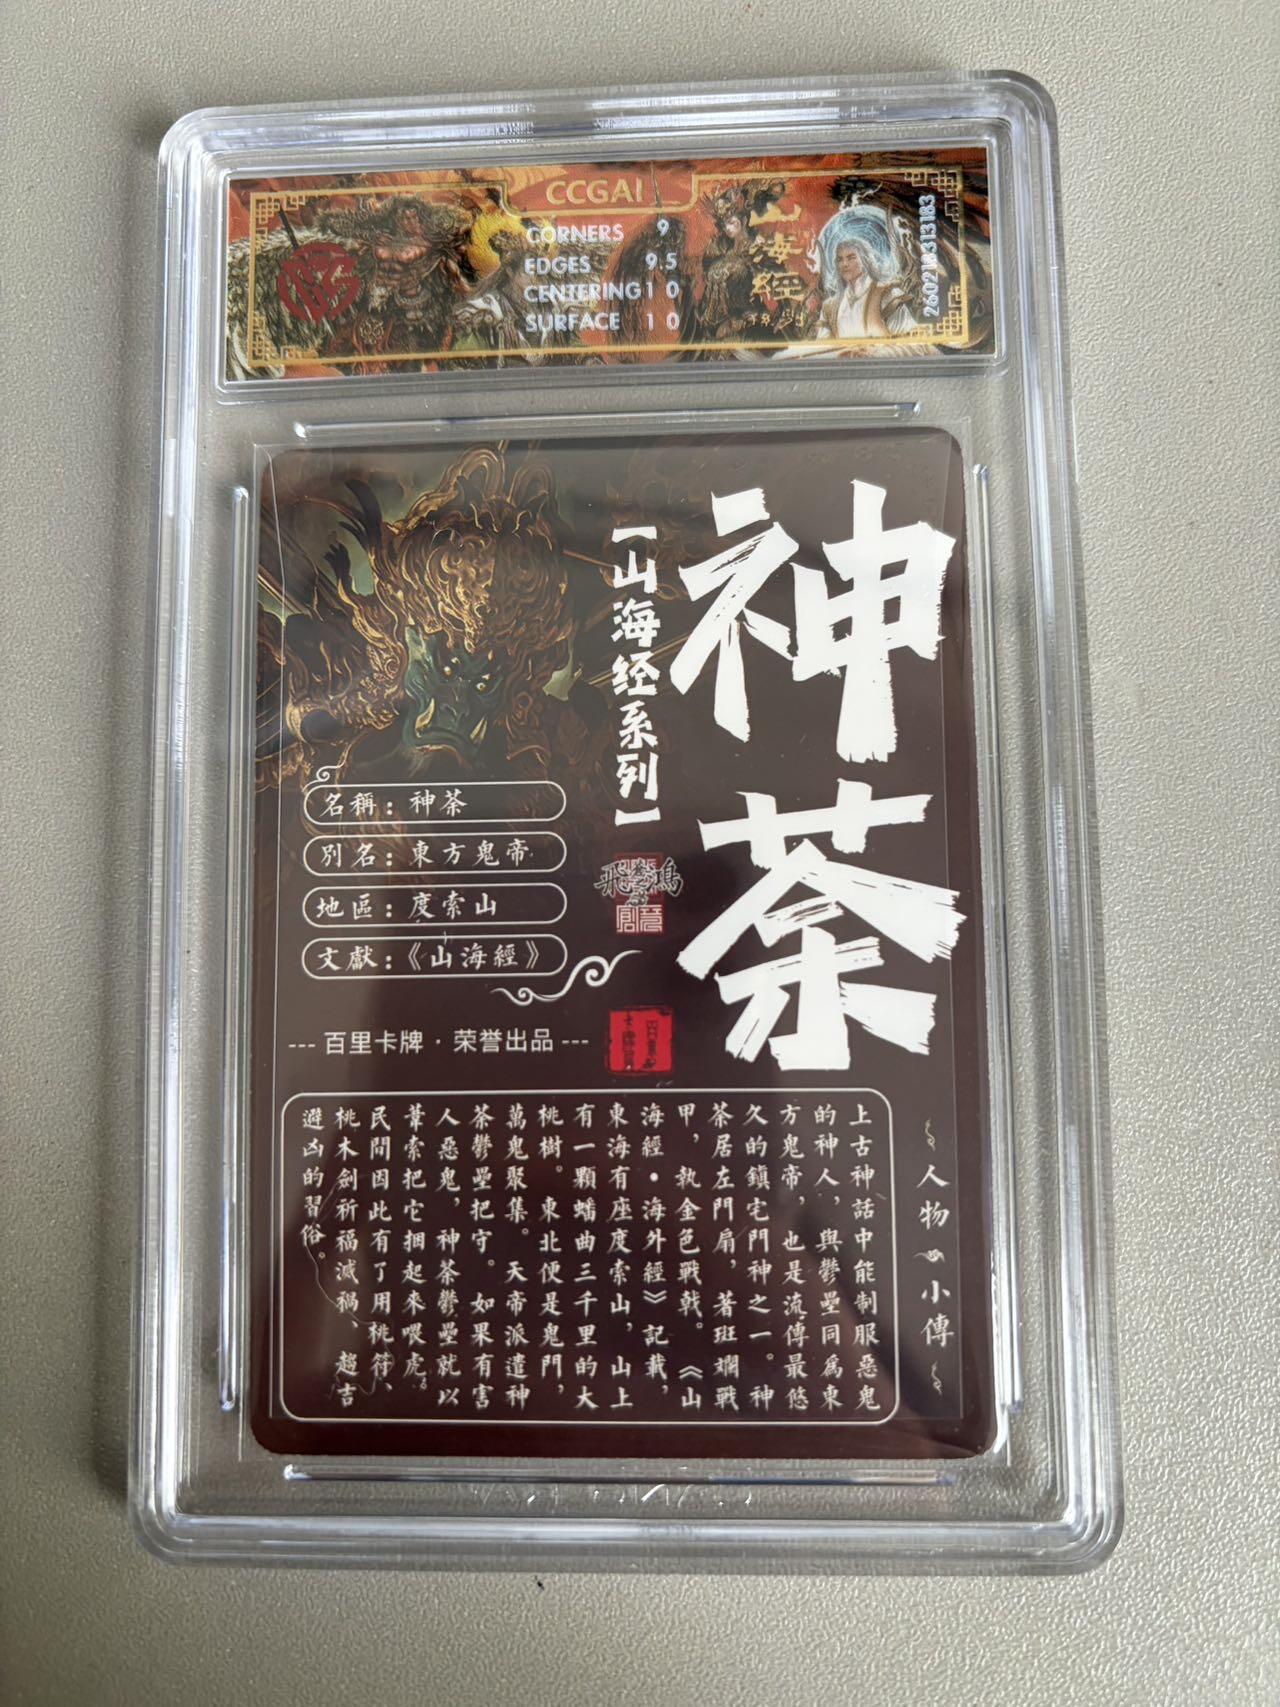 CCGAI
CORNERS 9
EDGES 9.5
CENTERING 10
SURFACE 10
山海經
2602183131183
神荼
【山海经系列】
名稱：神荼
別名：東方鬼帝
地區：度索山
文獻：《山海經》
飛鴻
--- 百里卡牌 · 荣誉出品 ---
人物小傳
上古神話中能制服惡鬼
的神人，與鬱壘同爲東
方鬼帝，也是流傳最悠
久的鎮宅門神之一。神
荼居左門扇，著斑斕戰
甲，執金色戰戟。《山
海經•海外經》記載，
東海有座度索山，山上
有一顆蟠曲三千里的大
桃樹。東北便是鬼門，
萬鬼聚集。天帝派遣神
荼鬱壘把守。如果有害
人惡鬼，神荼鬱壘就以
葦索把它捆起來喂虎。
民間因此有了用桃符、
桃木劍祈福滅禍、趨吉
避凶的習俗。